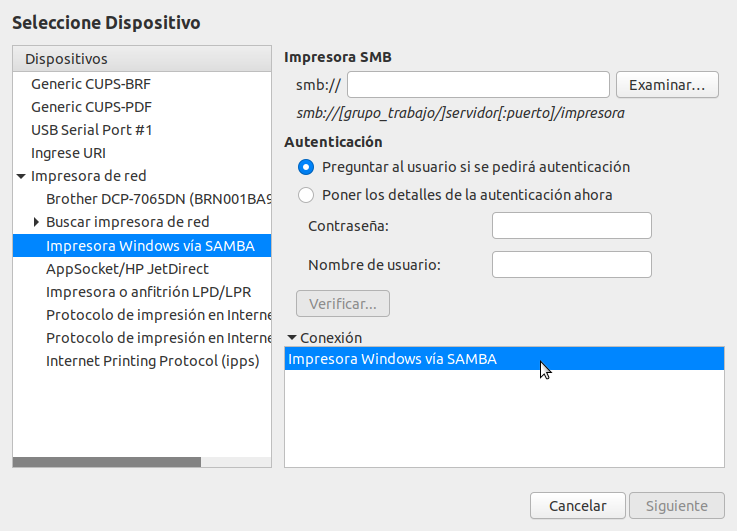 Seleccione Dispositivo
Dispositivos
Generic CUPS-BRF
Generic CUPS-PDF
USB Serial Port #1
Ingrese URI
Impresora de red
Brother DCP-7065DN (BRN001BA9
Buscar impresora de red
Impresora Windows vía SAMBA
AppSocket/HP JetDirect
Impresora o anfitrión LPD/LPR
Protocolo de impresión en Interne
Protocolo de impresión en Interne
Internet Printing Protocol (ipps)
Impresora SMB
smb://
Examinar...
smb://[grupo_trabajo/]servidor[:puerto]/impresora
Autenticación
Preguntar al usuario si se pedirá autenticación
Poner los detalles de la autenticación ahora
Contraseña:
Nombre de usuario:
Verificar...
Conexión
Impresora Windows vía SAMBA
Cancelar
Siguiente